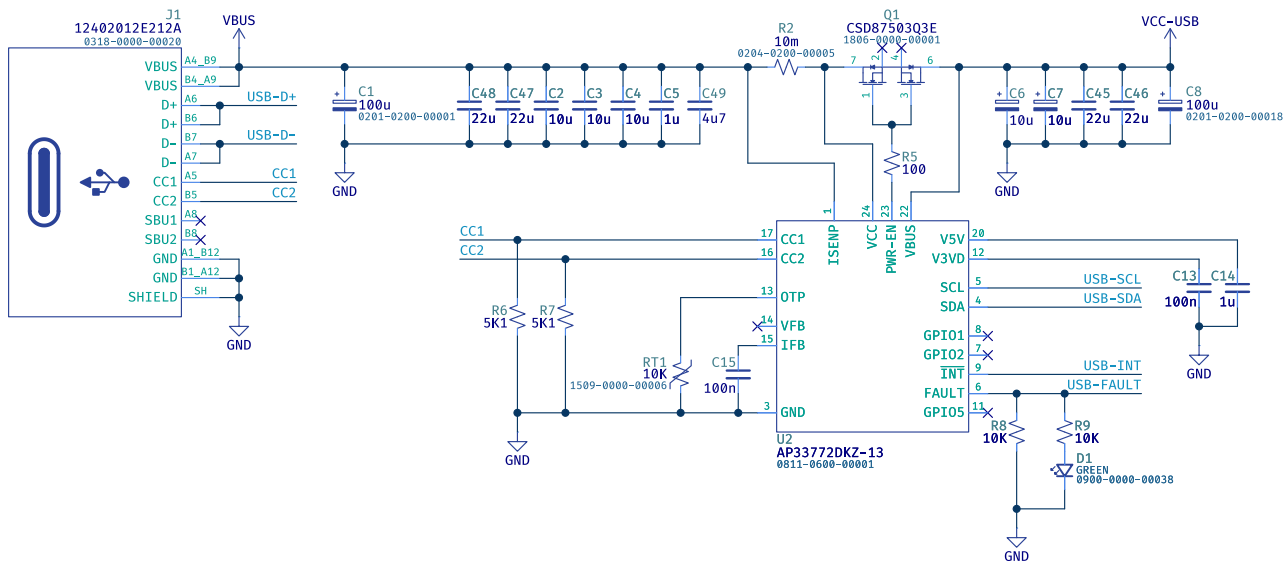 J1
12402012E212A
0318-0000-00020
VBUS
VBUS
A4_B9
VBUS
B4_A9
D+
A6
USB-D+
D+
B6
D-
B7
USB-D-
D-
A7
CC1
A5
CC1
CC2
B5
CC2
SBU1
A8
SBU2
B8
GND
A1_B12
GND
B1_A12
SHIELD
SH
GND
C1
100u
0201-0200-00001
GND
C48
22u
C47
22u
C2
10u
C3
10u
C4
10u
C5
1u
C49
4u7
R2
10m
0204-0200-00005
Q1
CSD87503Q3E
1806-0000-00001
7
2
4
6
1
3
R5
100
VCC-USB
C6
10u
C7
10u
C45
22u
C46
22u
C8
100u
0201-0200-00018
GND
CC1
CC2
R6
5K1
R7
5K1
RT1
10K
1509-0000-00006
C15
100n
GND
1
24
23
22
ISENP
VCC
PWR-EN
VBUS
17
CC1
16
CC2
13
OTP
14
VFB
15
IFB
3
GND
V5V
20
V3VD
12
SCL
5
USB-SCL
SDA
4
USB-SDA
GPIO1
8
GPIO2
7
INT
9
USB-INT
FAULT
6
USB-FAULT
GPIO5
11
U2
AP33772DKZ-13
0811-0600-00001
C13
100n
C14
1u
GND
R8
10K
R9
10K
D1
GREEN
0900-0000-00038
GND